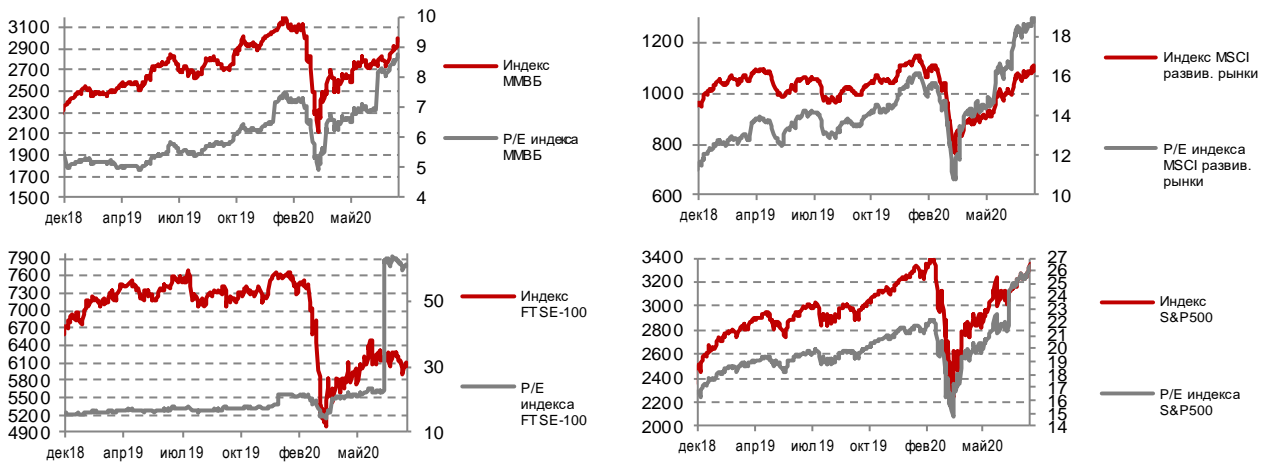 3100
2900
2700
2500
2300
2100
1900
1700
1500
10
9
8
7
6
5
4
дек18 апр19 июл19 окт19 фев20 май20
Индекс
ММВБ
P/E индекса
ММВБ
1200
1000
800
600
18
16
14
12
10
дек18 апр19 июл19 окт19 фев20 май20
Индекс MSCI
развив. рынки
P/E индекса
MSCI развив.
рынки
7900
7600
7300
7000
6700
6400
6100
5800
5500
5200
4900
50
30
10
дек18 апр19 июл19 окт19 фев20 май20
Индекс
FTSE-100
P/E
индекса
FTSE-100
3400
3200
3000
2800
2600
2400
2200
2000
27
26
25
24
23
22
21
20
19
18
17
16
15
14
дек18 апр19 июл19 окт19 фев20 май20
Индекс
S&P500
P/E индекса
S&P500